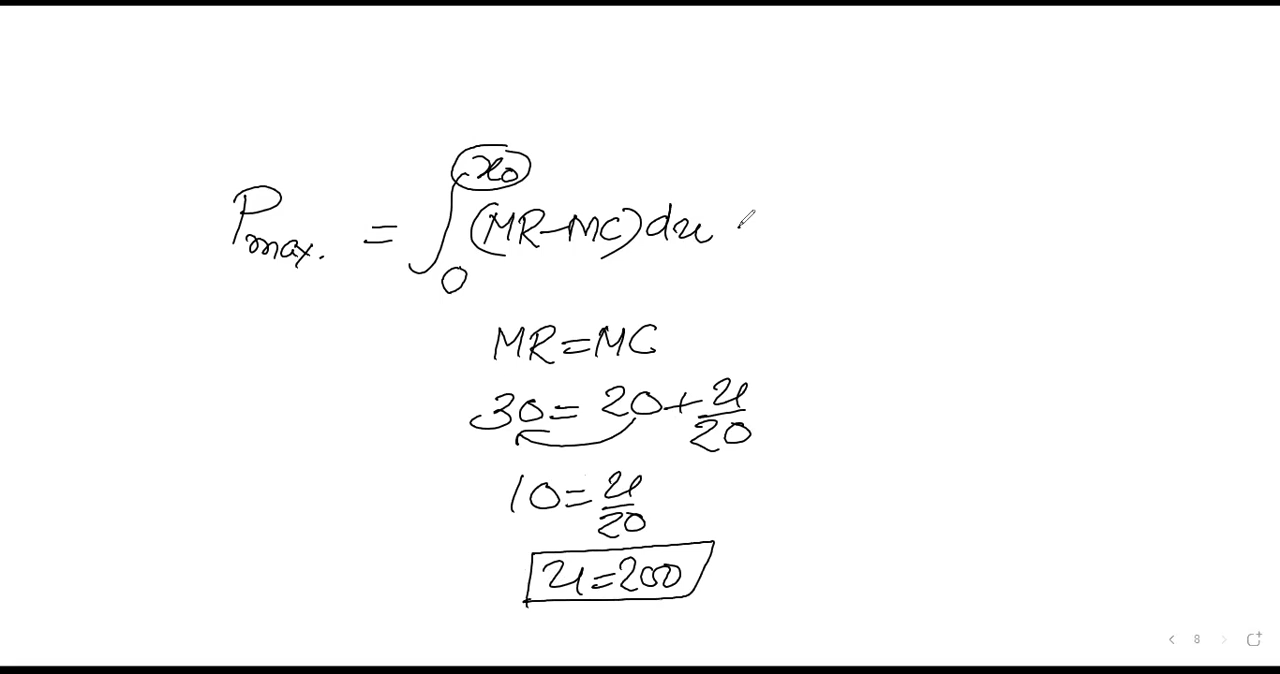 Pmax. = ∫₀^x₀ (MR-MC)dx
MR=MC
30=20+x/20
10=x/20
x=200
8